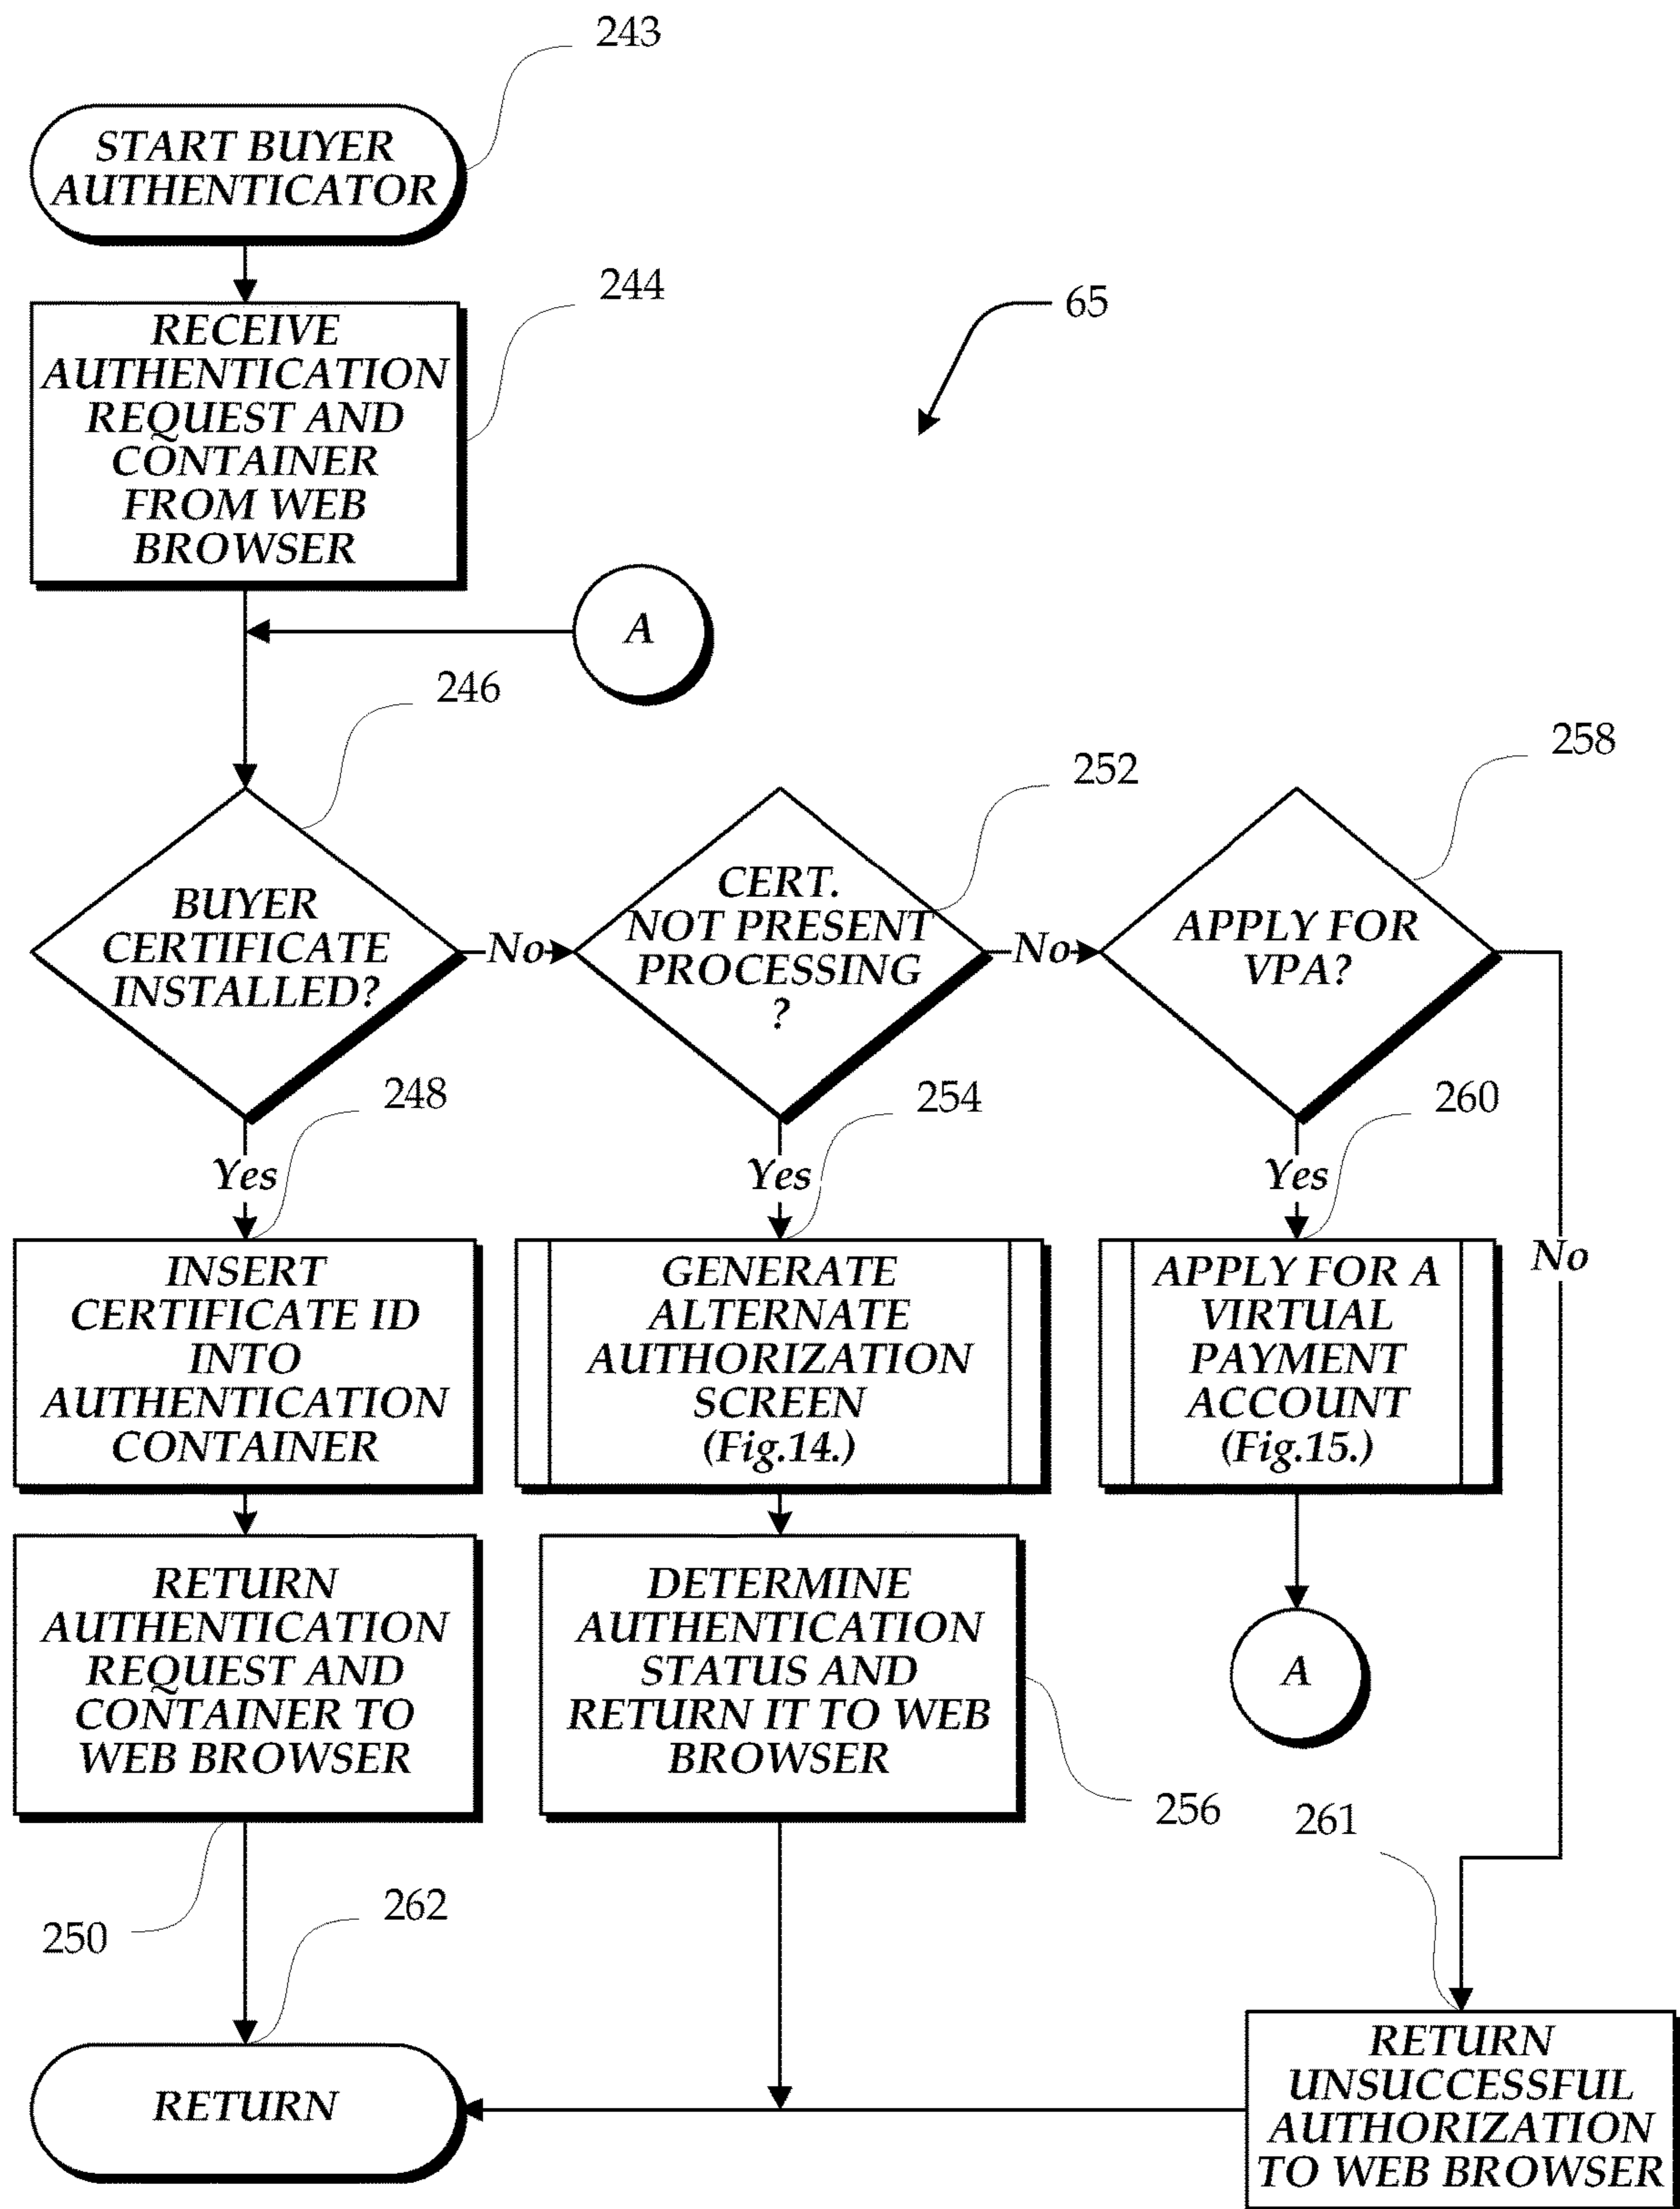 243
START BUYER
AUTHENTICATOR
244
RECEIVE
AUTHENTICATION
REQUEST AND
CONTAINER
FROM WEB
BROWSER
65
A
246
BUYER
CERTIFICATE
INSTALLED?
No
252
CERT.
NOT PRESENT
PROCESSING
?
No
258
APPLY FOR
VPA?
No
Yes
248
INSERT
CERTIFICATE ID
INTO
AUTHENTICATION
CONTAINER
Yes
254
GENERATE
ALTERNATE
AUTHORIZATION
SCREEN
(Fig.14.)
Yes
260
APPLY FOR A
VIRTUAL
PAYMENT
ACCOUNT
(Fig.15.)
RETURN
AUTHENTICATION
REQUEST AND
CONTAINER TO
WEB BROWSER
250
DETERMINE
AUTHENTICATION
STATUS AND
RETURN IT TO WEB
BROWSER
256
A
261
262
RETURN
RETURN
UNSUCCESSFUL
AUTHORIZATION
TO WEB BROWSER